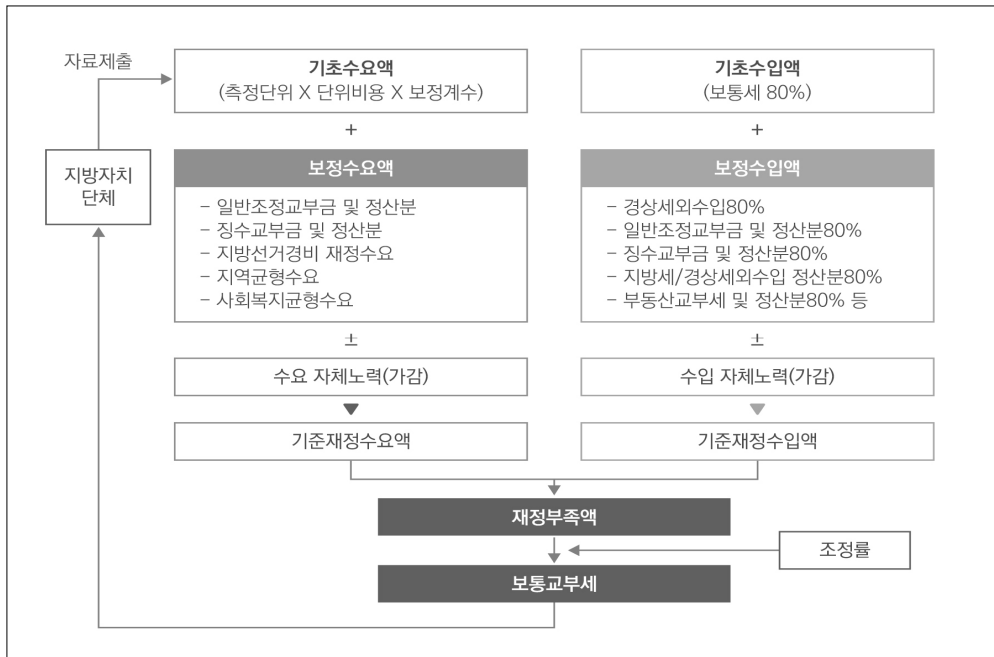 자료제출
지방자치
단체
기초수요액
(측정단위 X 단위비용 X 보정계수)
+
보정수요액
- 일반조정교부금 및 정산분
- 징수교부금 및 정산분
- 지방선거경비 재정수요
- 지역균형수요
- 사회복지균형수요
±
수요 자체노력(가감)
기준재정수요액
기초수입액
(보통세 80%)
+
보정수입액
- 경상세외수입80%
- 일반조정교부금 및 정산분80%
- 징수교부금 및 정산분80%
- 지방세/경상세외수입 정산분80%
- 부동산교부세 및 정산분80% 등
±
수입 자체노력(가감)
기준재정수입액
재정부족액
조정률
보통교부세